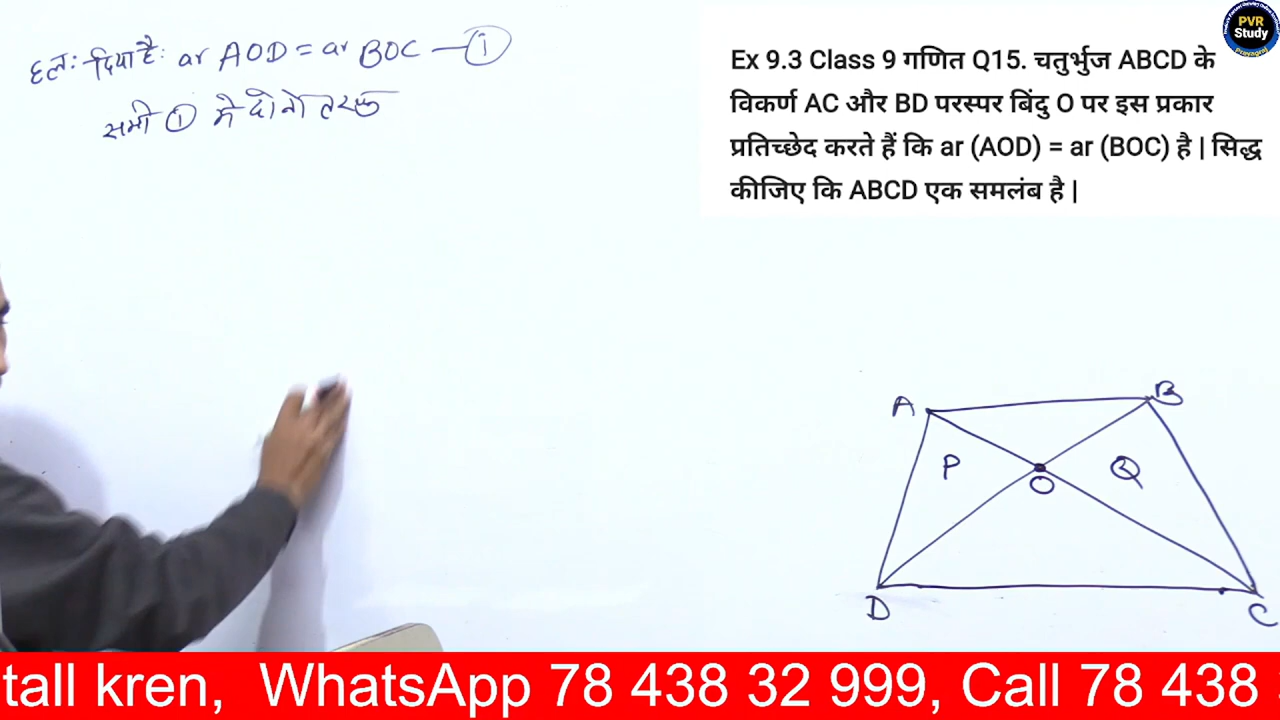 हल: दिया है: ar AOD = ar BOC — ①
समी ① मे दोनो तरफ
PVR
Study
Ex 9.3 Class 9 गणित Q15. चतुर्भुज ABCD के
विकर्ण AC और BD परस्पर बिंदु O पर इस प्रकार
प्रतिच्छेद करते हैं कि ar (AOD) = ar (BOC) है | सिद्ध
कीजिए कि ABCD एक समलंब है |
A
B
P
Q
O
D
C
tall kren, WhatsApp 78 438 32 999, Call 78 438